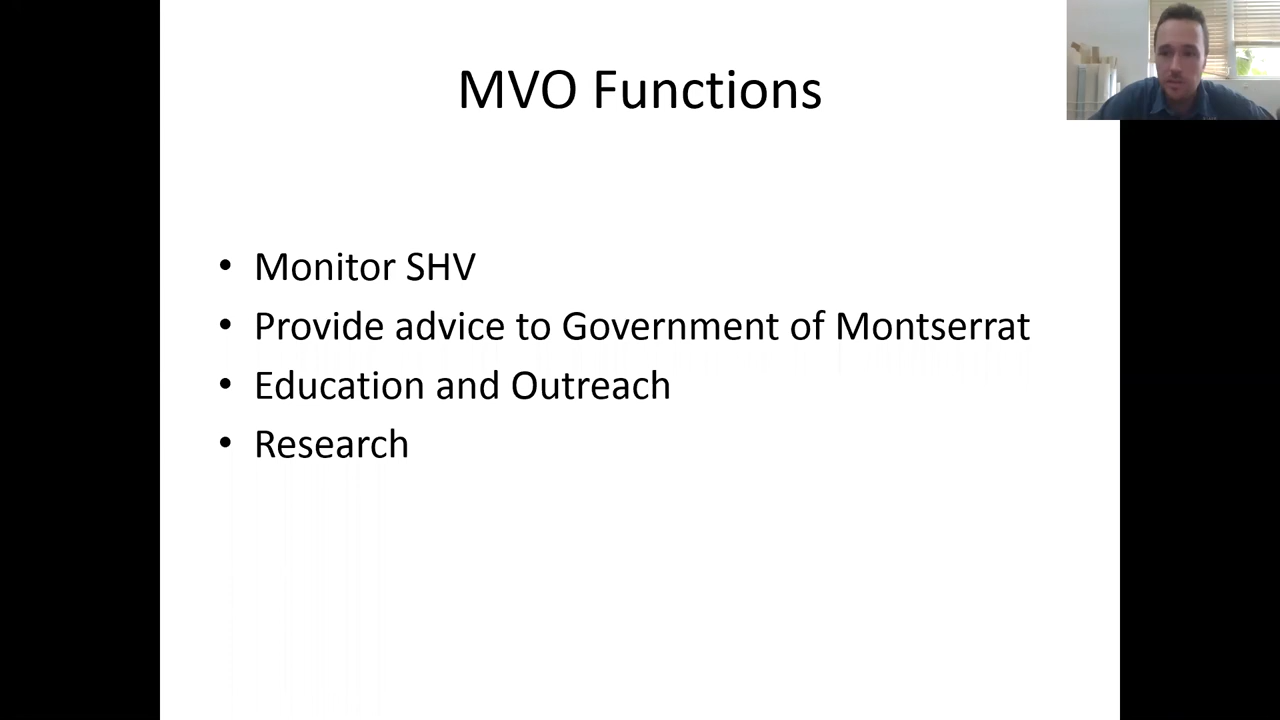 MVO Functions
• Monitor SHV
• Provide advice to Government of Montserrat
• Education and Outreach
• Research